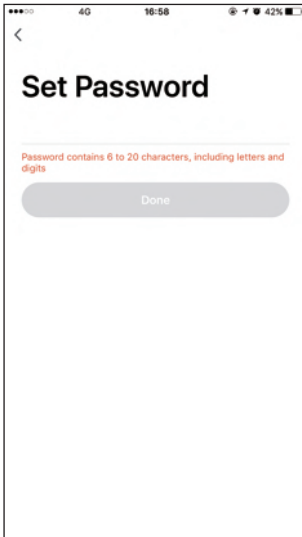 4G 16:58 42%
Set Password
Password contains 6 to 20 characters, including letters and
digits
Done